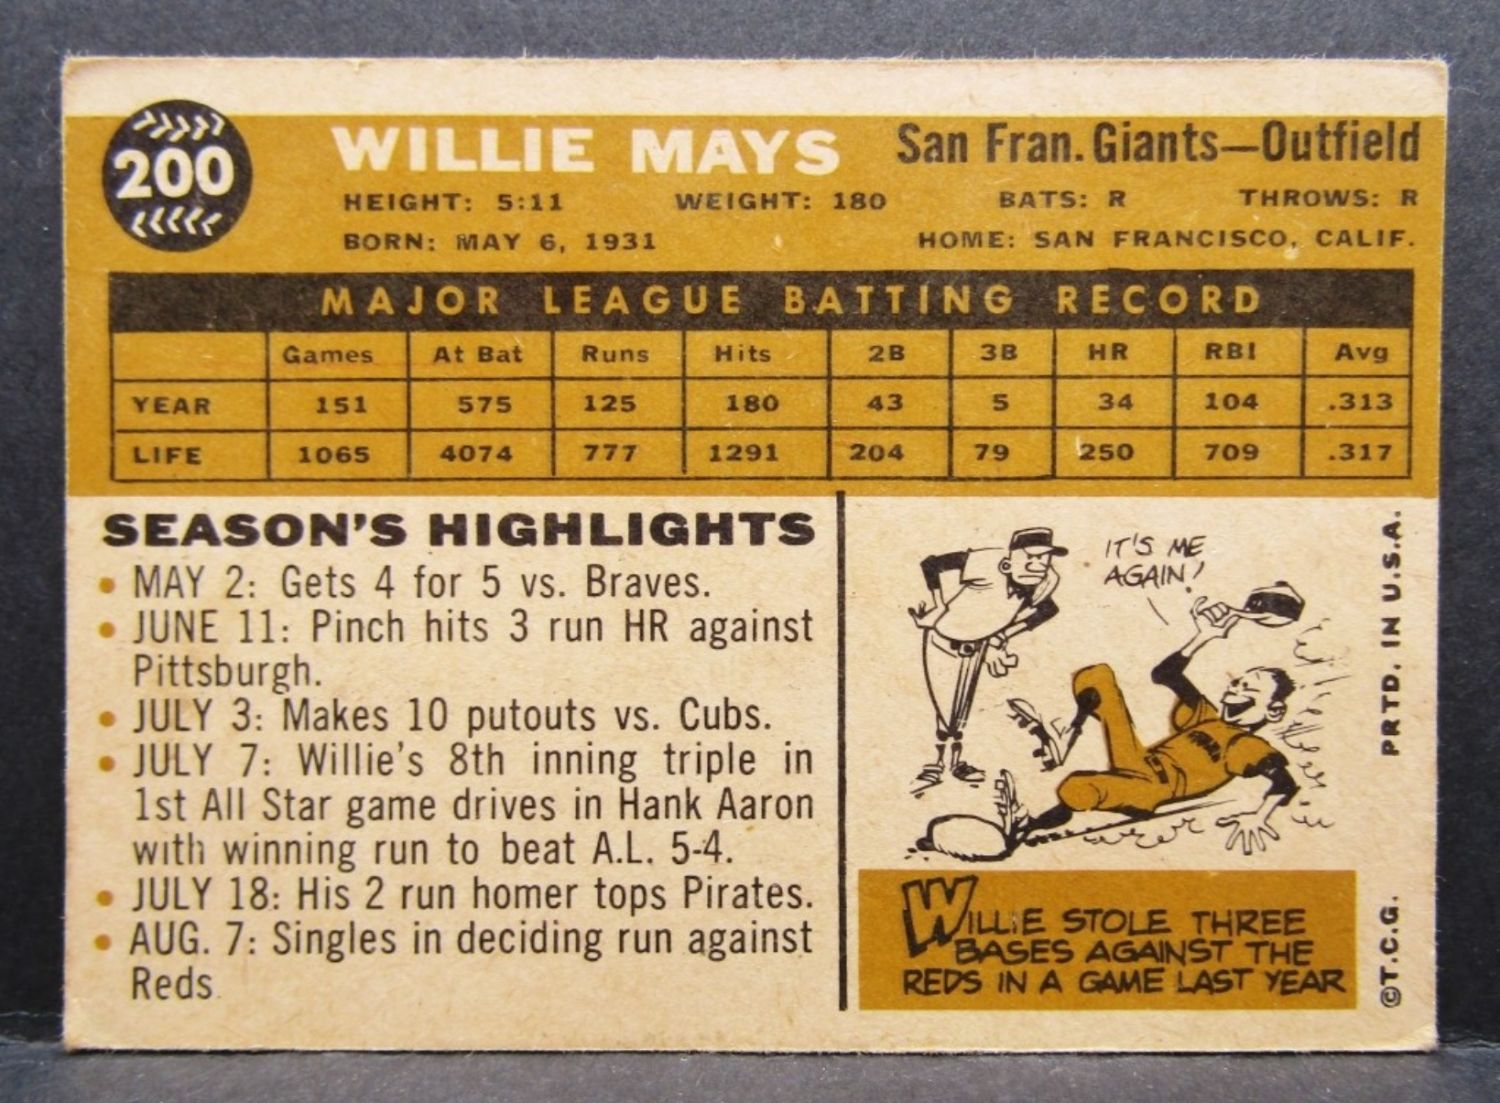 200
WILLIE MAYS
San Fran. Giants—Outfield
HEIGHT: 5:11 WEIGHT: 180 BATS: R THROWS: R
BORN: MAY 6, 1931 HOME: SAN FRANCISCO, CALIF.
MAJOR LEAGUE BATTING RECORD
Games At Bat Runs Hits 2B 3B HR RBI Avg
YEAR 151 575 125 180 43 5 34 104 .313
LIFE 1065 4074 777 1291 204 79 250 709 .317
SEASON'S HIGHLIGHTS
• MAY 2: Gets 4 for 5 vs. Braves.
• JUNE 11: Pinch hits 3 run HR against
Pittsburgh.
• JULY 3: Makes 10 putouts vs. Cubs.
• JULY 7: Willie's 8th inning triple in
1st All Star game drives in Hank Aaron
with winning run to beat A.L. 5-4.
• JULY 18: His 2 run homer tops Pirates.
• AUG. 7: Singles in deciding run against
Reds
IT'S ME
AGAIN!
WILLIE STOLE THREE
BASES AGAINST THE
REDS IN A GAME LAST YEAR
©T.C.G. PRTD. IN U.S.A.